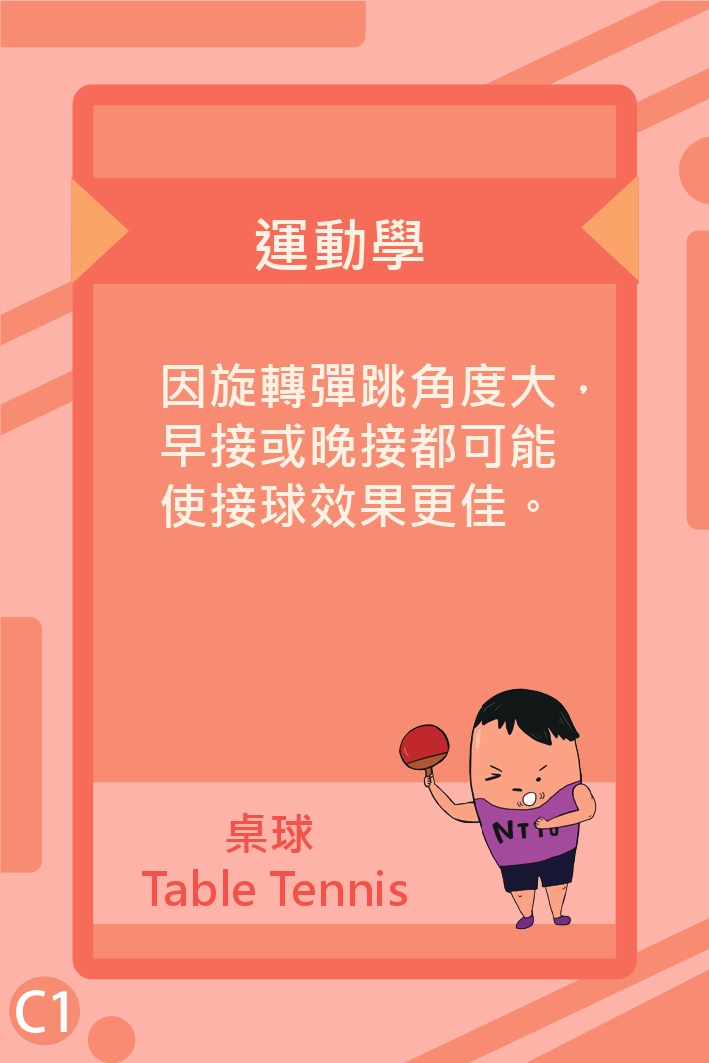 運動學
因旋轉彈跳角度大，
早接或晚接都可能
使接球效果更佳。
桌球
Table Tennis
C1